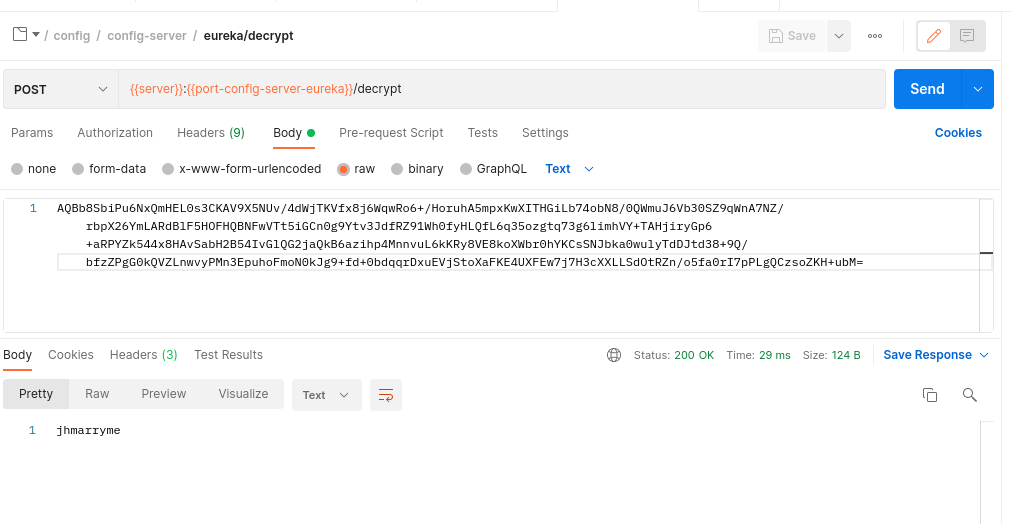 / config / config-server / eureka/decrypt
Save
POST
{{server}}:{{port-config-server-eureka}}/decrypt
Send
Params Authorization Headers (9) Body Pre-request Script Tests Settings
Cookies
none form-data x-www-form-urlencoded raw binary GraphQL Text
1 AQBb8SbiPu6NxQmHEL0s3CKAV9X5NUv/4dWjTKVfx8j6WqwRo6+/HoruhA5mpxKwXITHGiLb74obN8/0QWmuJ6Vb30SZ9qWnA7NZ/
rbpX26YmLARdBlF5HOFHQBNFwVTt5iGCn0g9Ytv3JdfRZ91Wh0fyHLQfL6q35ozgtq73g6limhVY+TAHjiryGp6
+aRPYZk544x8HAvSabH2B54IvGlQG2jaQkB6azihp4MnnvuL6kKRy8VE8koXWbr0hYKCsSNJbka0wulyTdDJtd38+9Q/
bfzZPgG0kQVZLnwvyPMn3EpuhoFmoN0kJg9+fd+0bdqqrDxuEVjStoXaFKE4UXFEw7j7H3cXXLLSdOtRZn/o5fa0rI7pPLgQCzsoZKH+ubM=
Body Cookies Headers (3) Test Results
Status: 200 OK Time: 29 ms Size: 124 B
Save Response
Pretty Raw Preview Visualize Text
1 jhmarryme